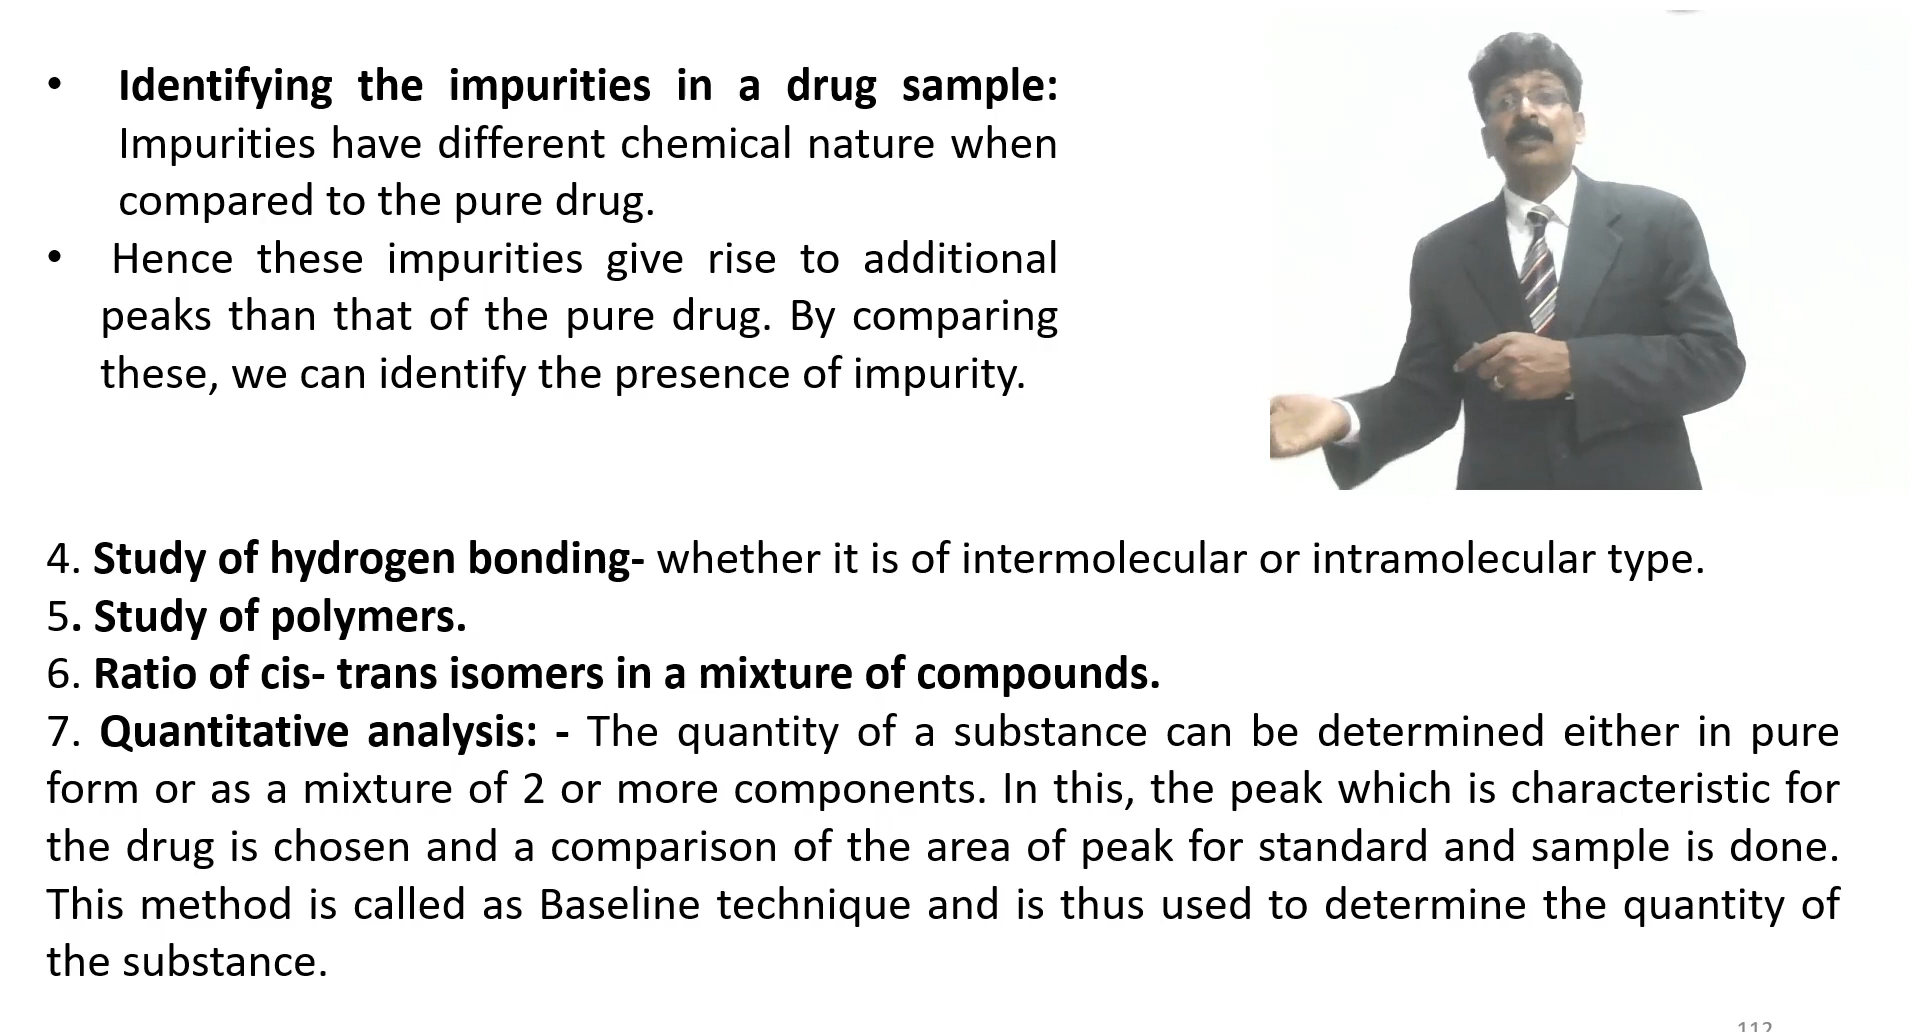 • Identifying the impurities in a drug sample:
Impurities have different chemical nature when
compared to the pure drug.
• Hence these impurities give rise to additional
peaks than that of the pure drug. By comparing
these, we can identify the presence of impurity.
4. Study of hydrogen bonding- whether it is of intermolecular or intramolecular type.
5. Study of polymers.
6. Ratio of cis- trans isomers in a mixture of compounds.
7. Quantitative analysis: - The quantity of a substance can be determined either in pure
form or as a mixture of 2 or more components. In this, the peak which is characteristic for
the drug is chosen and a comparison of the area of peak for standard and sample is done.
This method is called as Baseline technique and is thus used to determine the quantity of
the substance.
112